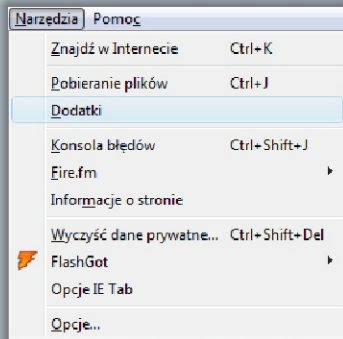 Narzędzia Pomoc
Znajdź w Internecie Ctrl+K
Pobieranie plików Ctrl+J
Dodatki
Konsola błędów Ctrl+Shift+J
Fire.fm
Informacje o stronie
Wyczyść dane prywatne... Ctrl+Shift+Del
FlashGot
Opcje IE Tab
Opcje...